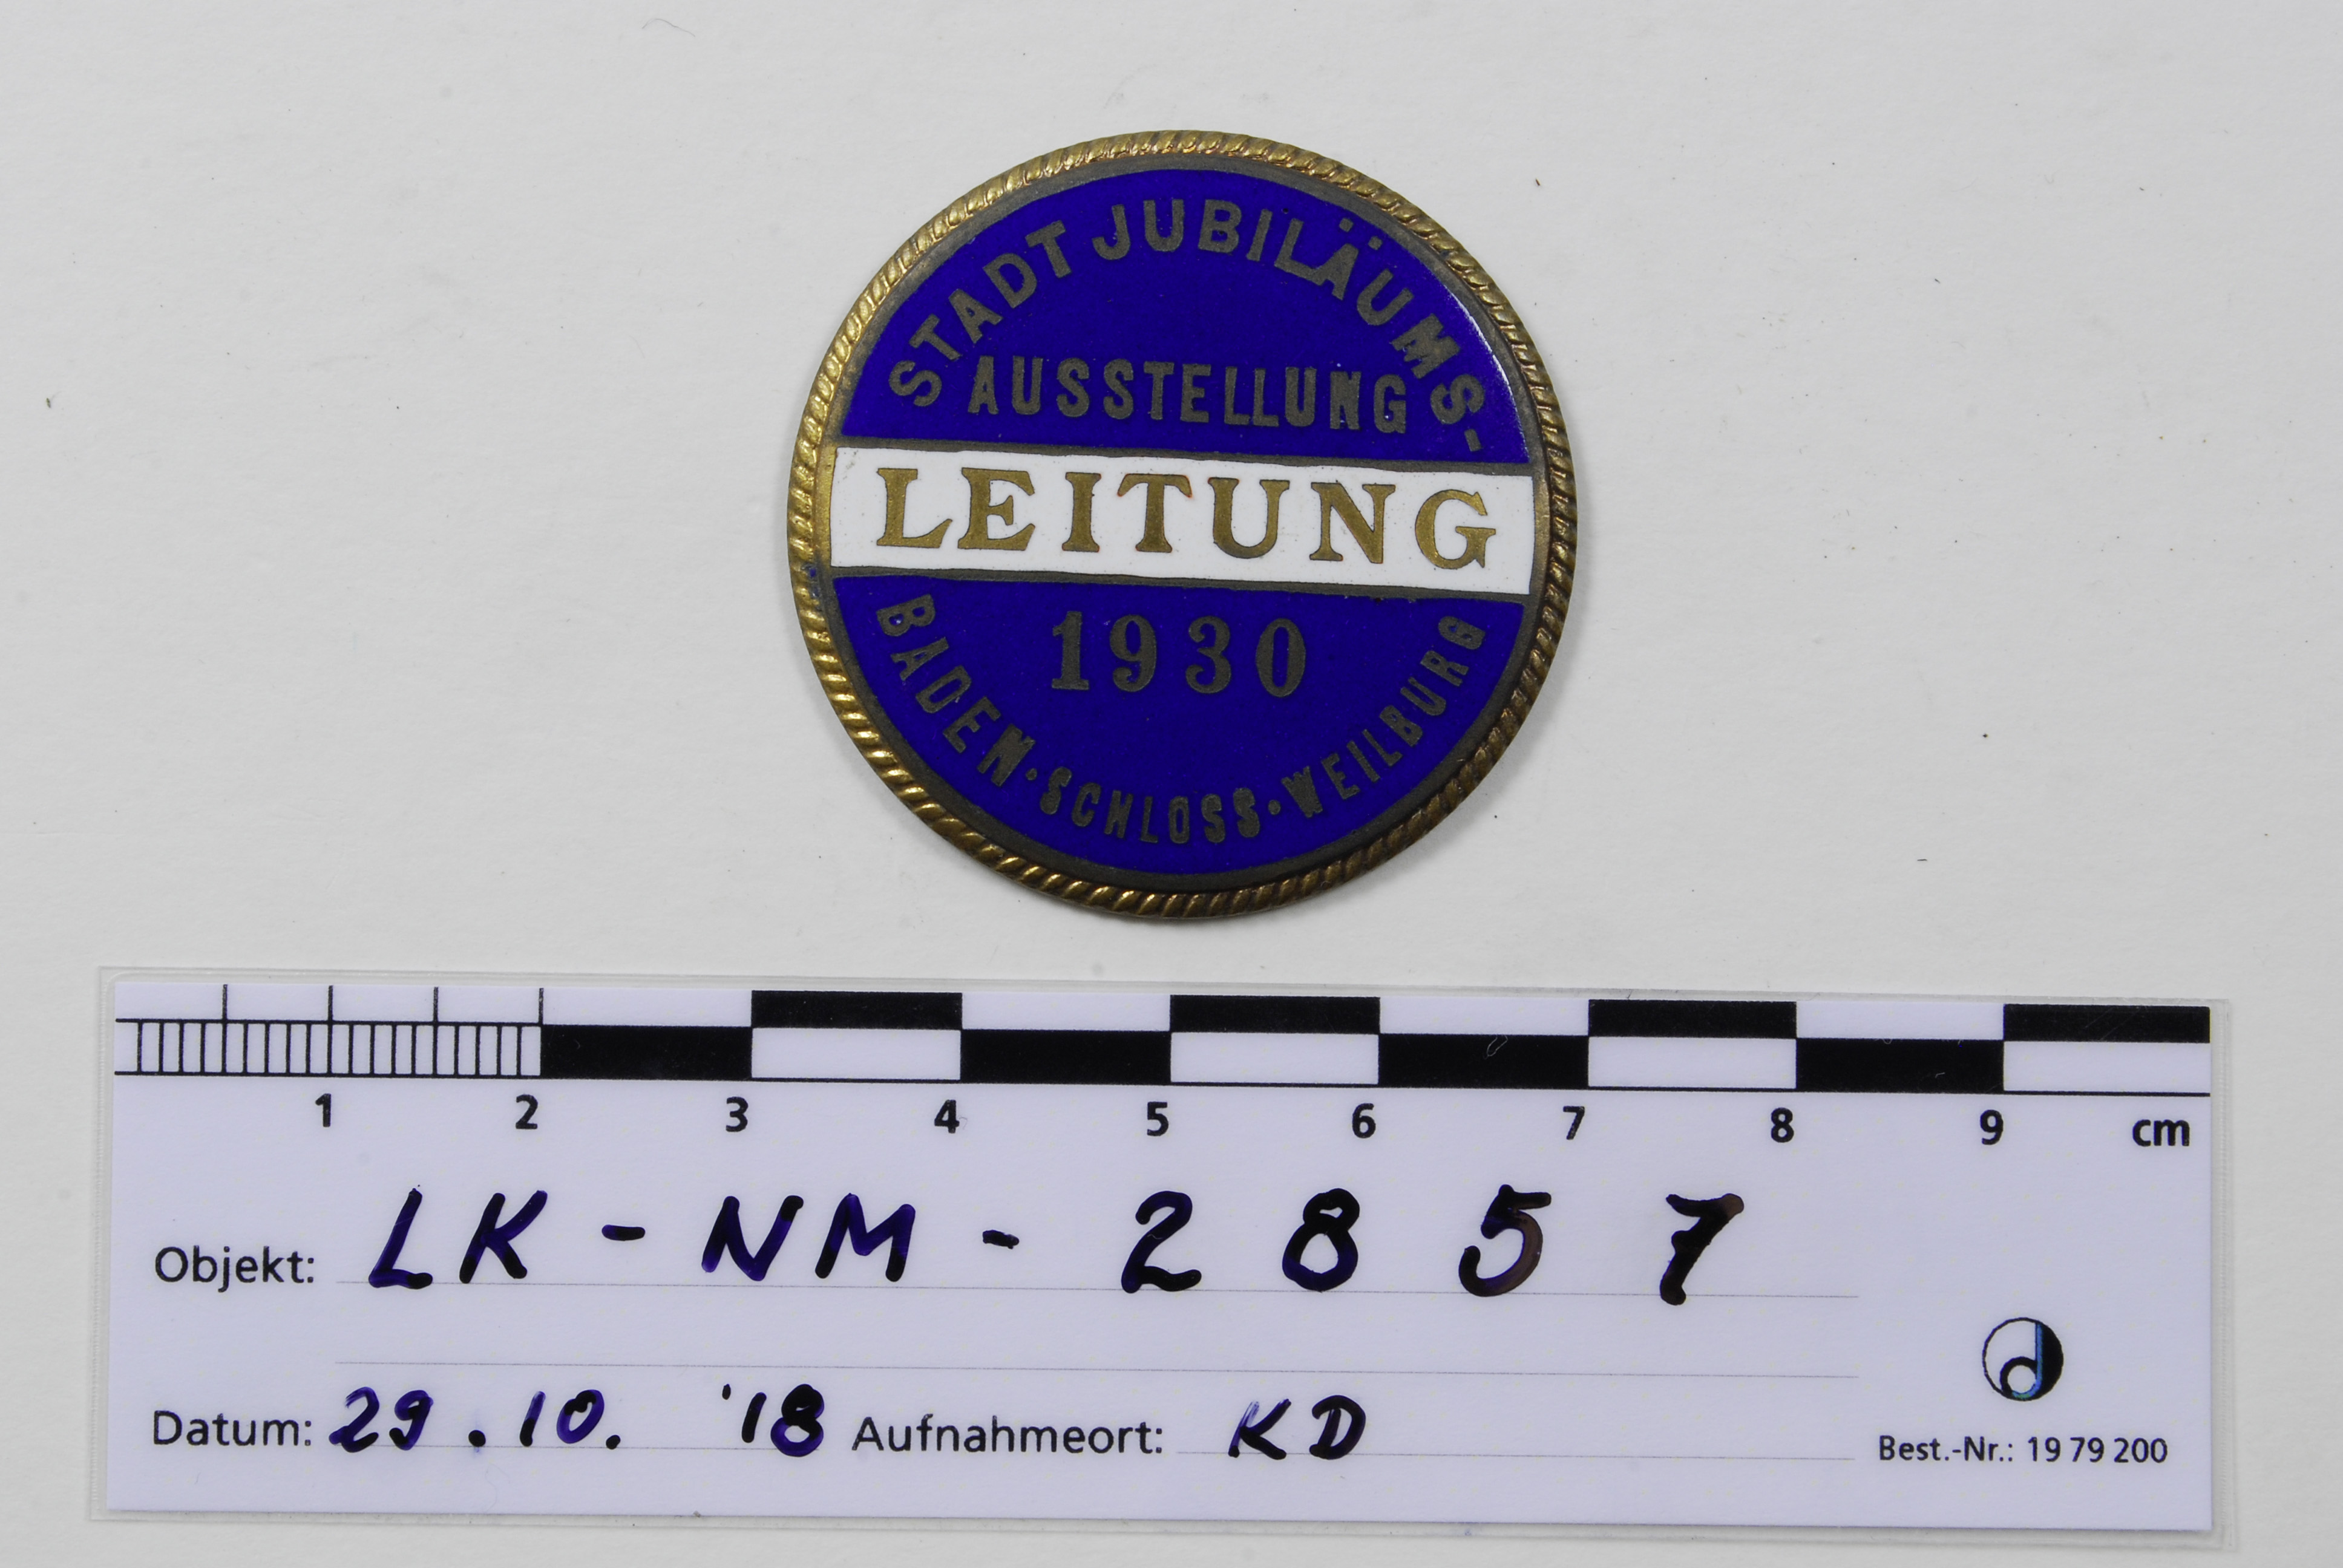 STADT JUBILÄUMS-
AUSSTELLUNG
LEITUNG
1930
BADEN·SCHLOSS·WEILBURG
1 2 3 4 5 6 7 8 9 cm
Objekt: LK-NM-2857
Datum: 29.10. '18 Aufnahmeort: KD
Best.-Nr.: 19 79 200